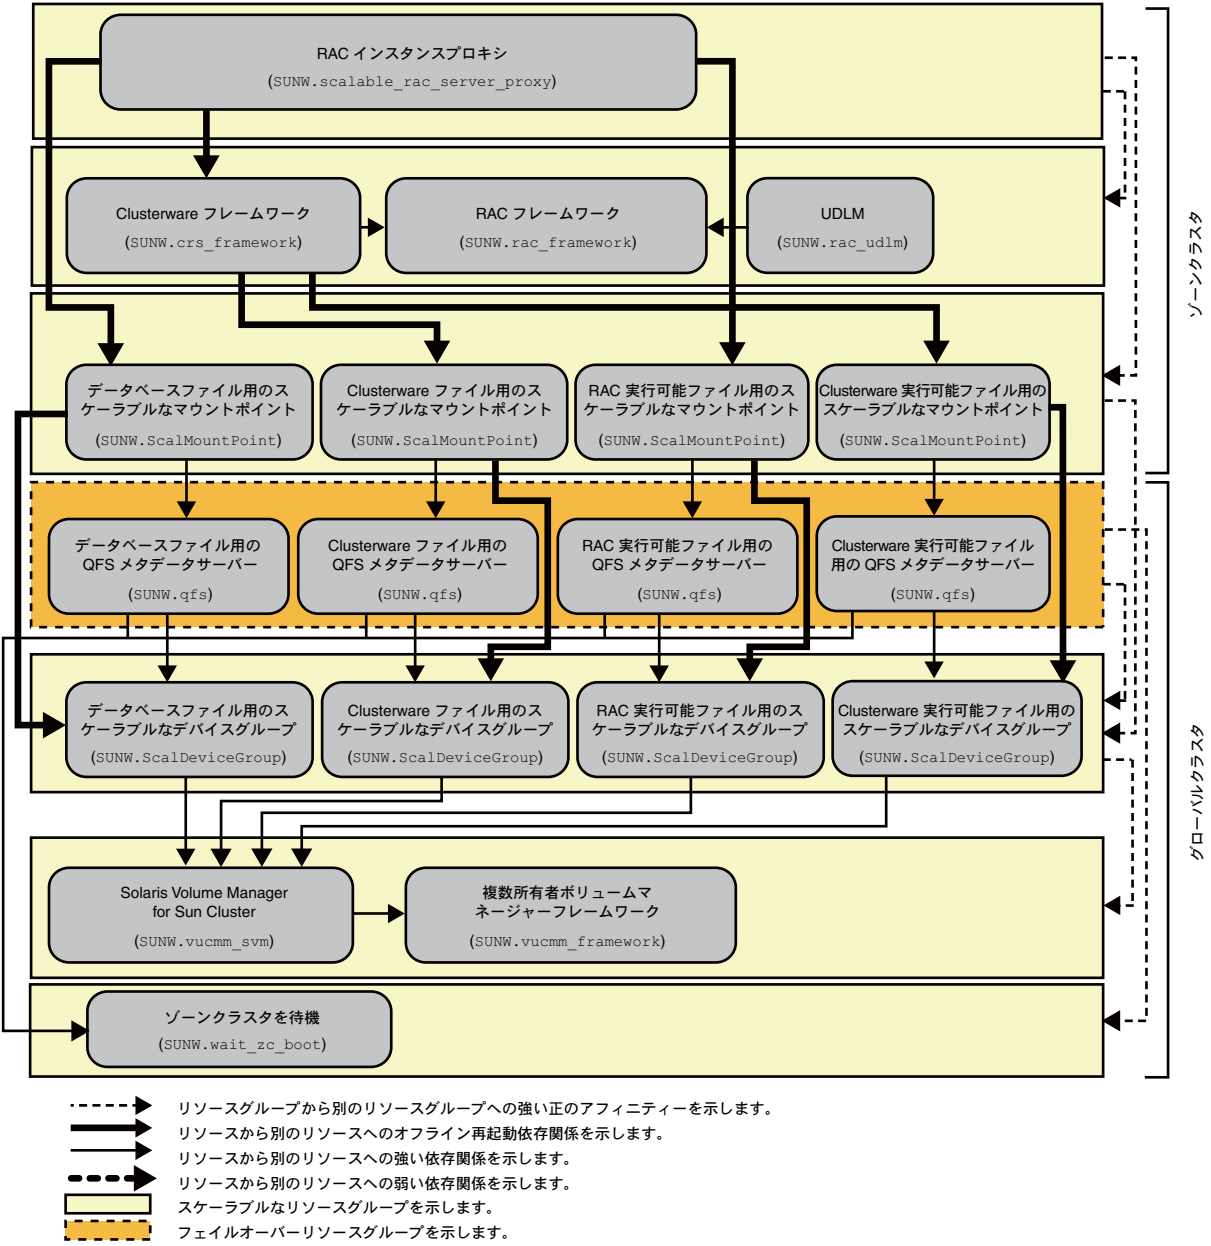 RAC インスタンスプロキシ
(SUNW.scalable_rac_server_proxy)
Clusterware フレームワーク
(SUNW.crs_framework)
RAC フレームワーク
(SUNW.rac_framework)
UDLM
(SUNW.rac_udlm)
ゾーンクラスタ
データベースファイル用のス
ケーラブルなマウントポイント
(SUNW.ScalMountPoint)
Clusterware ファイル用のス
ケーラブルなマウントポイント
(SUNW.ScalMountPoint)
RAC 実行可能ファイル用のス
ケーラブルなマウントポイント
(SUNW.ScalMountPoint)
Clusterware 実行可能ファイル用の
スケーラブルなマウントポイント
(SUNW.ScalMountPoint)
データベースファイル用の
QFS メタデータサーバー
(SUNW.qfs)
Clusterware ファイル用の
QFS メタデータサーバー
(SUNW.qfs)
RAC 実行可能ファイル用の
QFS メタデータサーバー
(SUNW.qfs)
Clusterware 実行可能ファイル
用の QFS メタデータサーバー
(SUNW.qfs)
データベースファイル用のス
ケーラブルなデバイスグループ
(SUNW.ScalDeviceGroup)
Clusterware ファイル用のス
ケーラブルなデバイスグループ
(SUNW.ScalDeviceGroup)
RAC 実行可能ファイル用のス
ケーラブルなデバイスグループ
(SUNW.ScalDeviceGroup)
Clusterware 実行可能ファイル用の
スケーラブルなデバイスグループ
(SUNW.ScalDeviceGroup)
グローバルクラスタ
Solaris Volume Manager
for Sun Cluster
(SUNW.vucmm_svm)
複数所有者ボリュームマ
ネージャーフレームワーク
(SUNW.vucmm_framework)
ゾーンクラスタを待機
(SUNW.wait_zc_boot)
リソースグループから別のリソースグループへの強い正のアフィニティーを示します。
リソースから別のリソースへのオフライン再起動依存関係を示します。
リソースから別のリソースへの強い依存関係を示します。
リソースから別のリソースへの弱い依存関係を示します。
スケーラブルなリソースグループを示します。
フェイルオーバーリソースグループを示します。